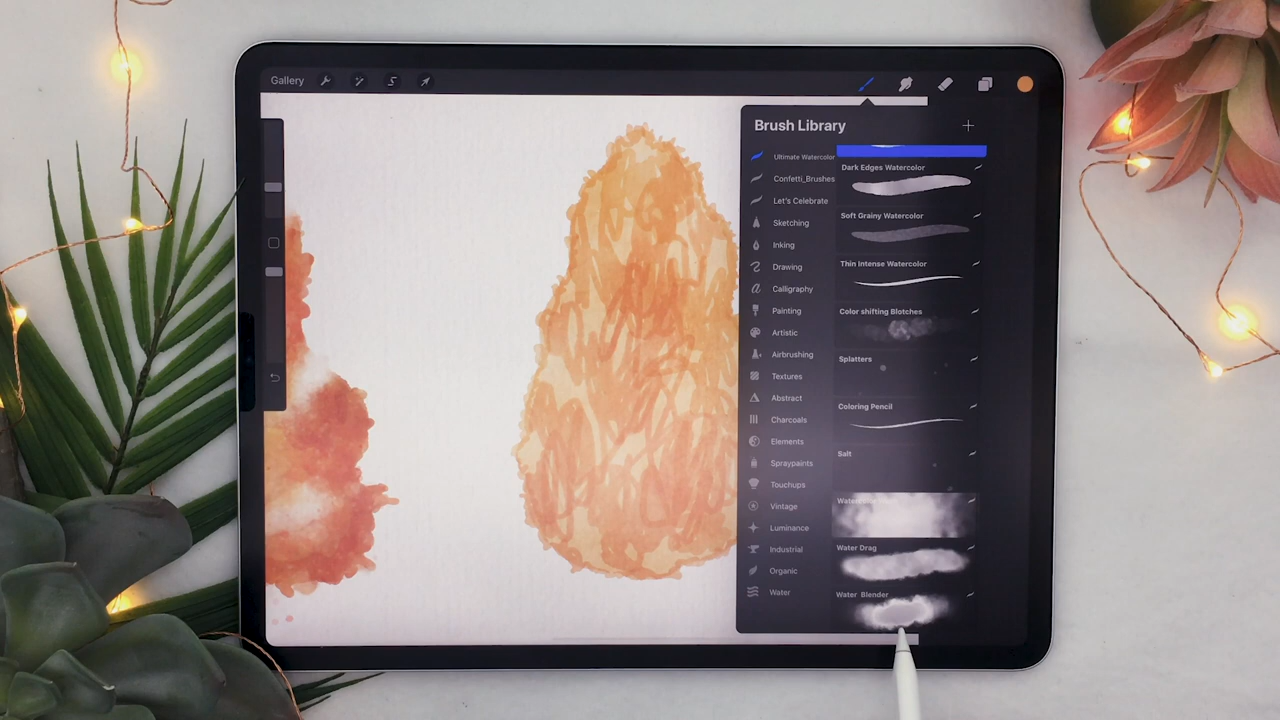 Gallery
Brush Library
Ultimate Watercolor
Confetti_Brushes
Let's Celebrate
Sketching
Inking
Drawing
Calligraphy
Painting
Artistic
Airbrushing
Textures
Abstract
Charcoals
Elements
Spraypaints
Touchups
Vintage
Luminance
Industrial
Organic
Water
Dark Edges Watercolor
Soft Grainy Watercolor
Thin Intense Watercolor
Color shifting Blotches
Splatters
Coloring Pencil
Salt
Water Drag
Water Blender